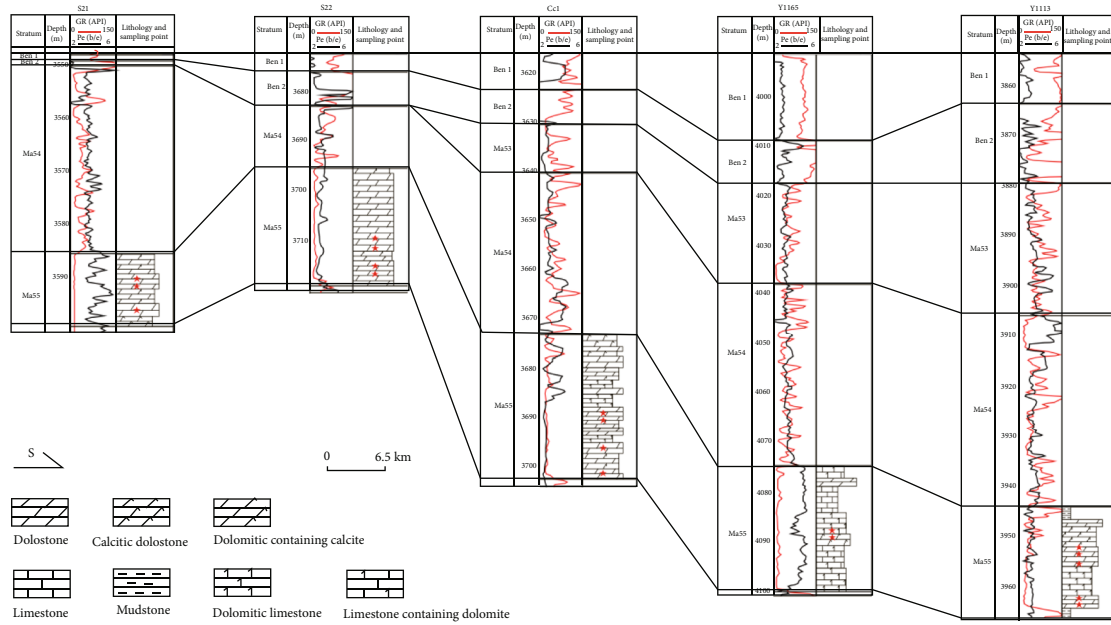 S21
Stratum Depth (m) 0 GR (API) 150 2 Pe (b/e) 6 Lithology and sampling point
Ben 1
Ben 2
Ma54
Ma55
3550
3560
3570
3580
3590
S22
Stratum Depth (m) 0 GR (API) 150 2 Pe (b/e) 6 Lithology and sampling point
Ben 1
Ben 2
Ma54
Ma55
3680
3690
3700
3710
Cc1
Stratum Depth (m) 0 GR (API) 150 2 Pe (b/e) 6 Lithology and sampling point
Ben 1
Ben 2
Ma53
Ma54
Ma55
3620
3630
3640
3650
3660
3670
3680
3690
3700
Y1165
Stratum Depth (m) 0 GR (API) 150 2 Pe (b/e) 6 Lithology and sampling point
Ben 1
Ben 2
Ma53
Ma54
Ma55
4000
4010
4020
4030
4040
4050
4060
4070
4080
4090
4100
Y1113
Stratum Depth (m) 0 GR (API) 150 2 Pe (b/e) 6 Lithology and sampling point
Ben 1
Ben 2
Ma53
Ma54
Ma55
3860
3870
3880
3890
3900
3910
3920
3930
3940
3950
3960
S
0 6.5 km
Dolostone
Calcitic dolostone
Dolomitic containing calcite
Limestone
Mudstone
Dolomitic limestone
Limestone containing dolomite